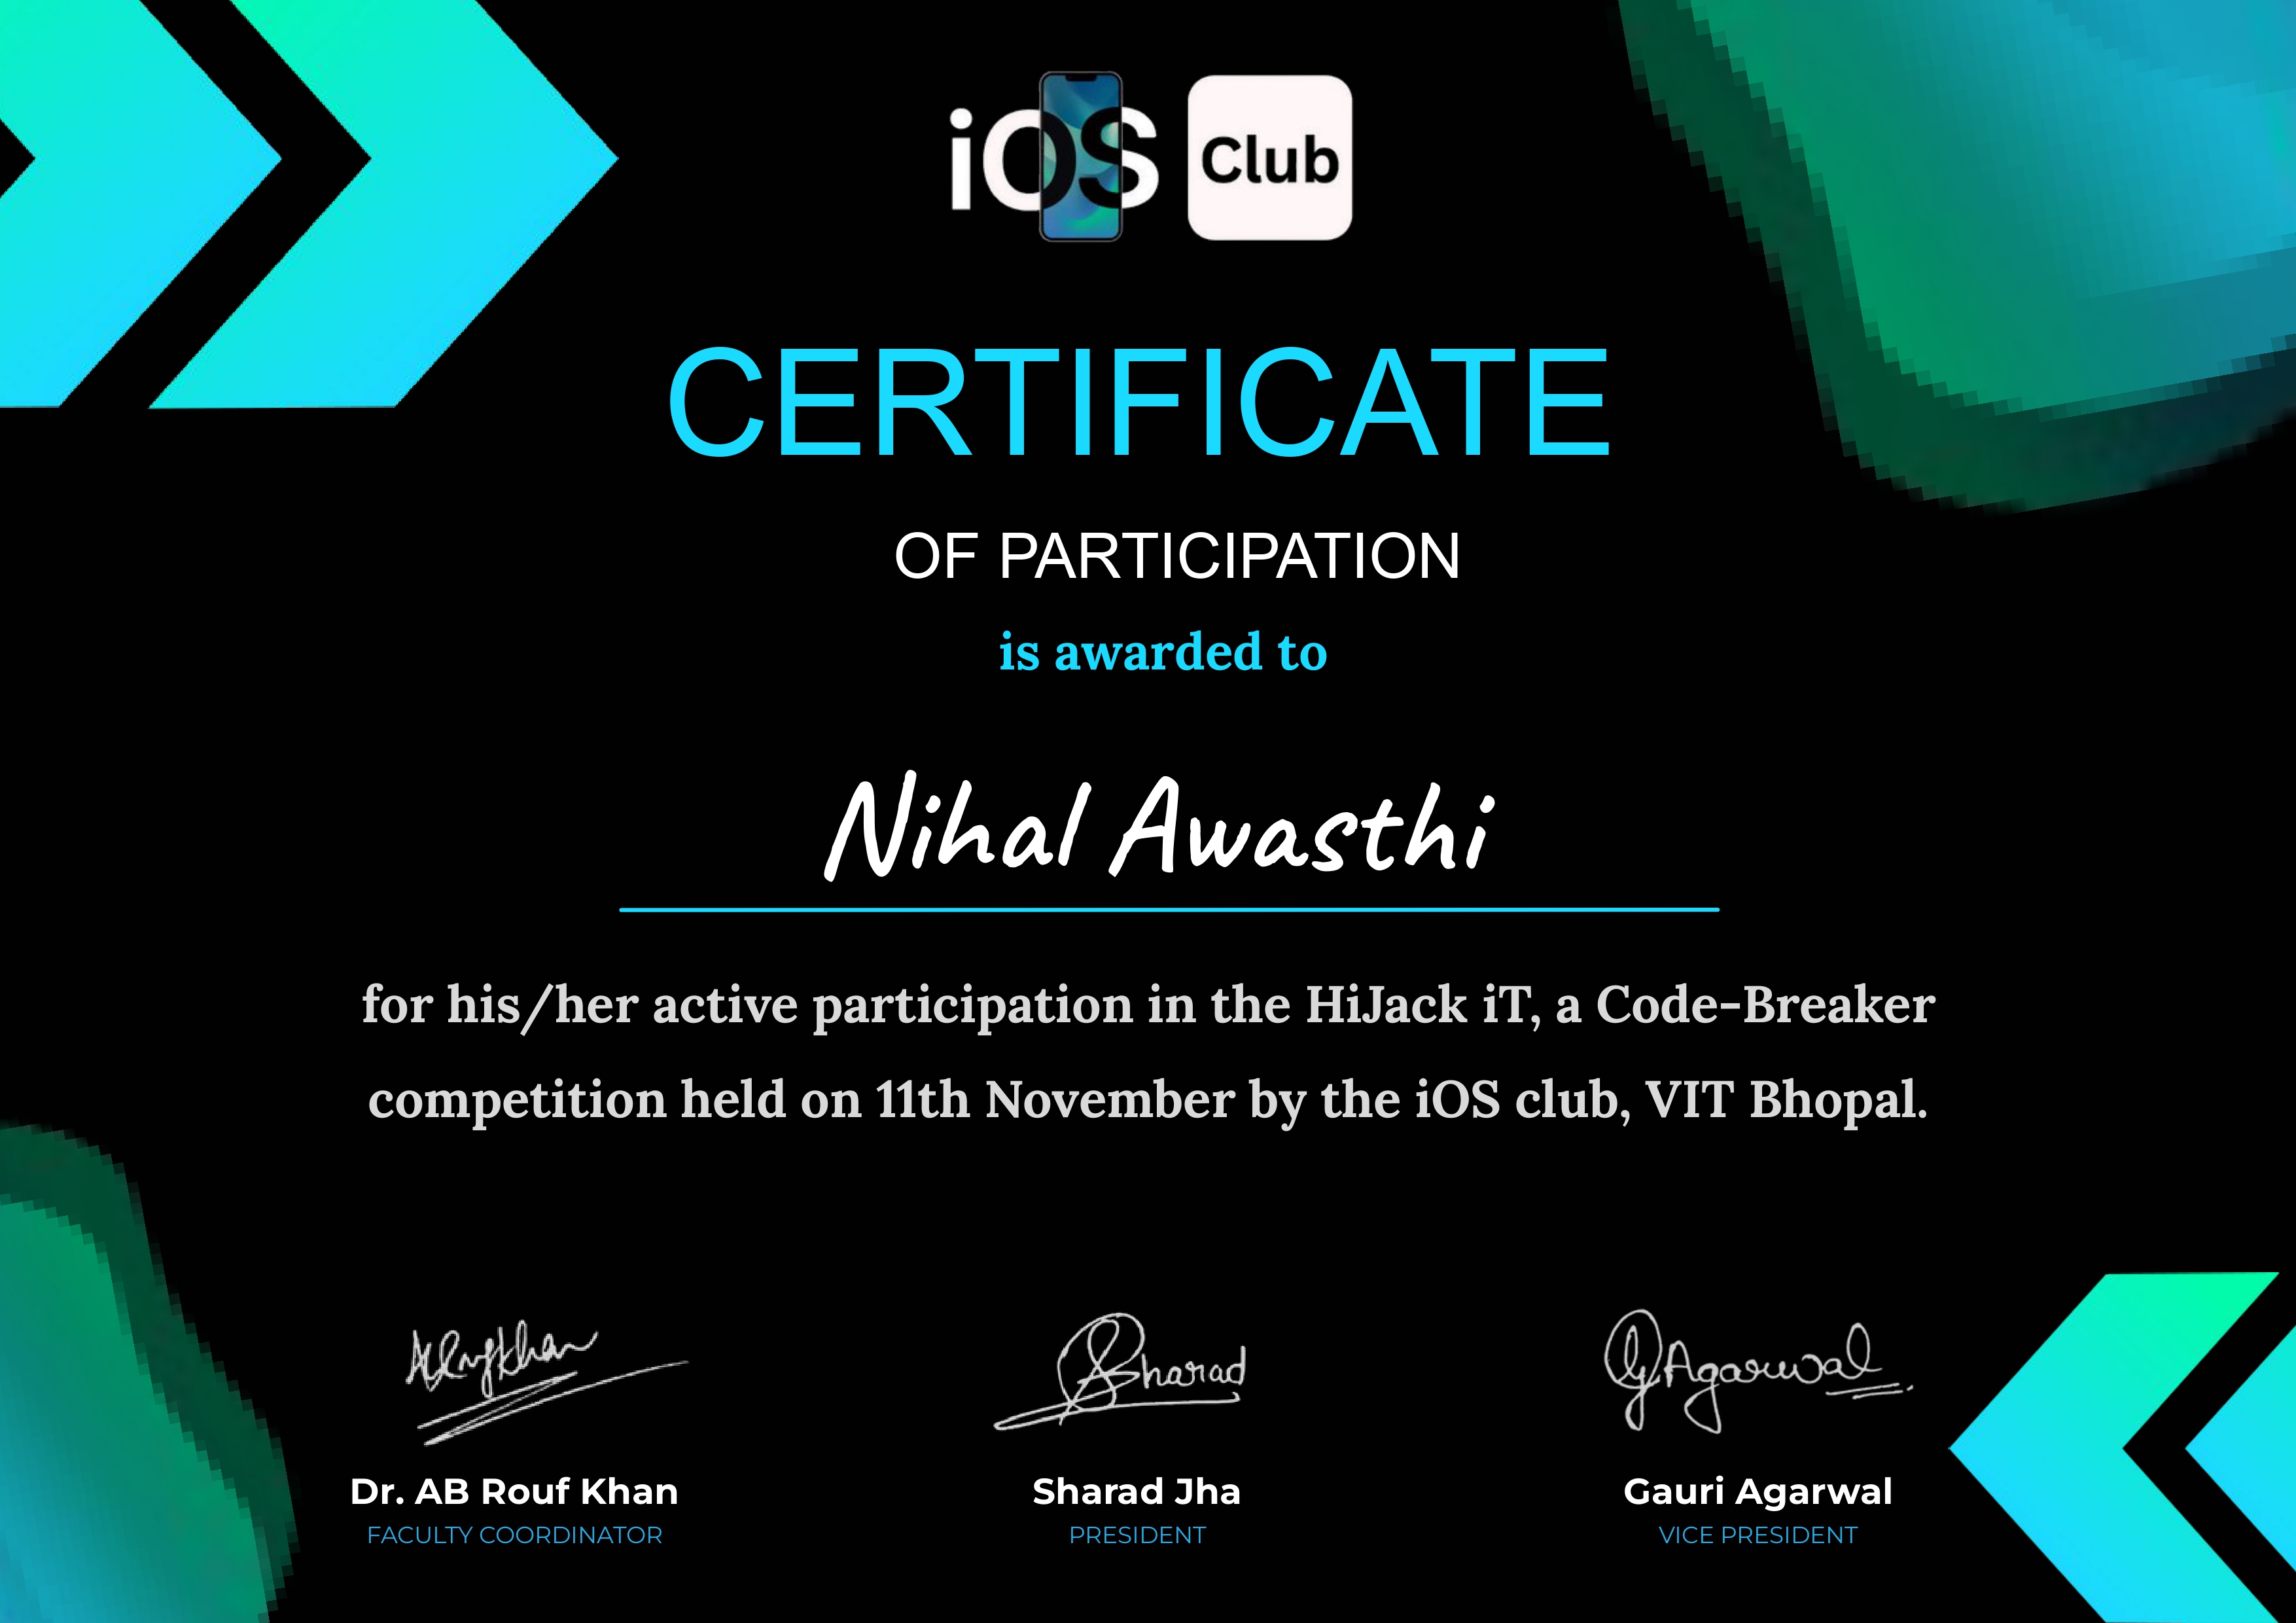 iOS Club
CERTIFICATE
OF PARTICIPATION
is awarded to
Nihal Awasthi
for his/her active participation in the HiJack iT, a Code-Breaker
competition held on 11th November by the iOS club, VIT Bhopal.
Sharad
GAgarwal
Dr. AB Rouf Khan
Sharad Jha
Gauri Agarwal
FACULTY COORDINATOR
PRESIDENT
VICE PRESIDENT